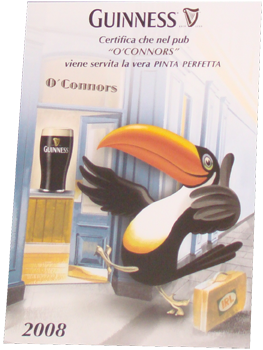 GUINNESS
Certifica che nel pub
"O'CONNORS"
viene servita la vera PINTA PERFETTA
O'Connors
GUINNESS
2008